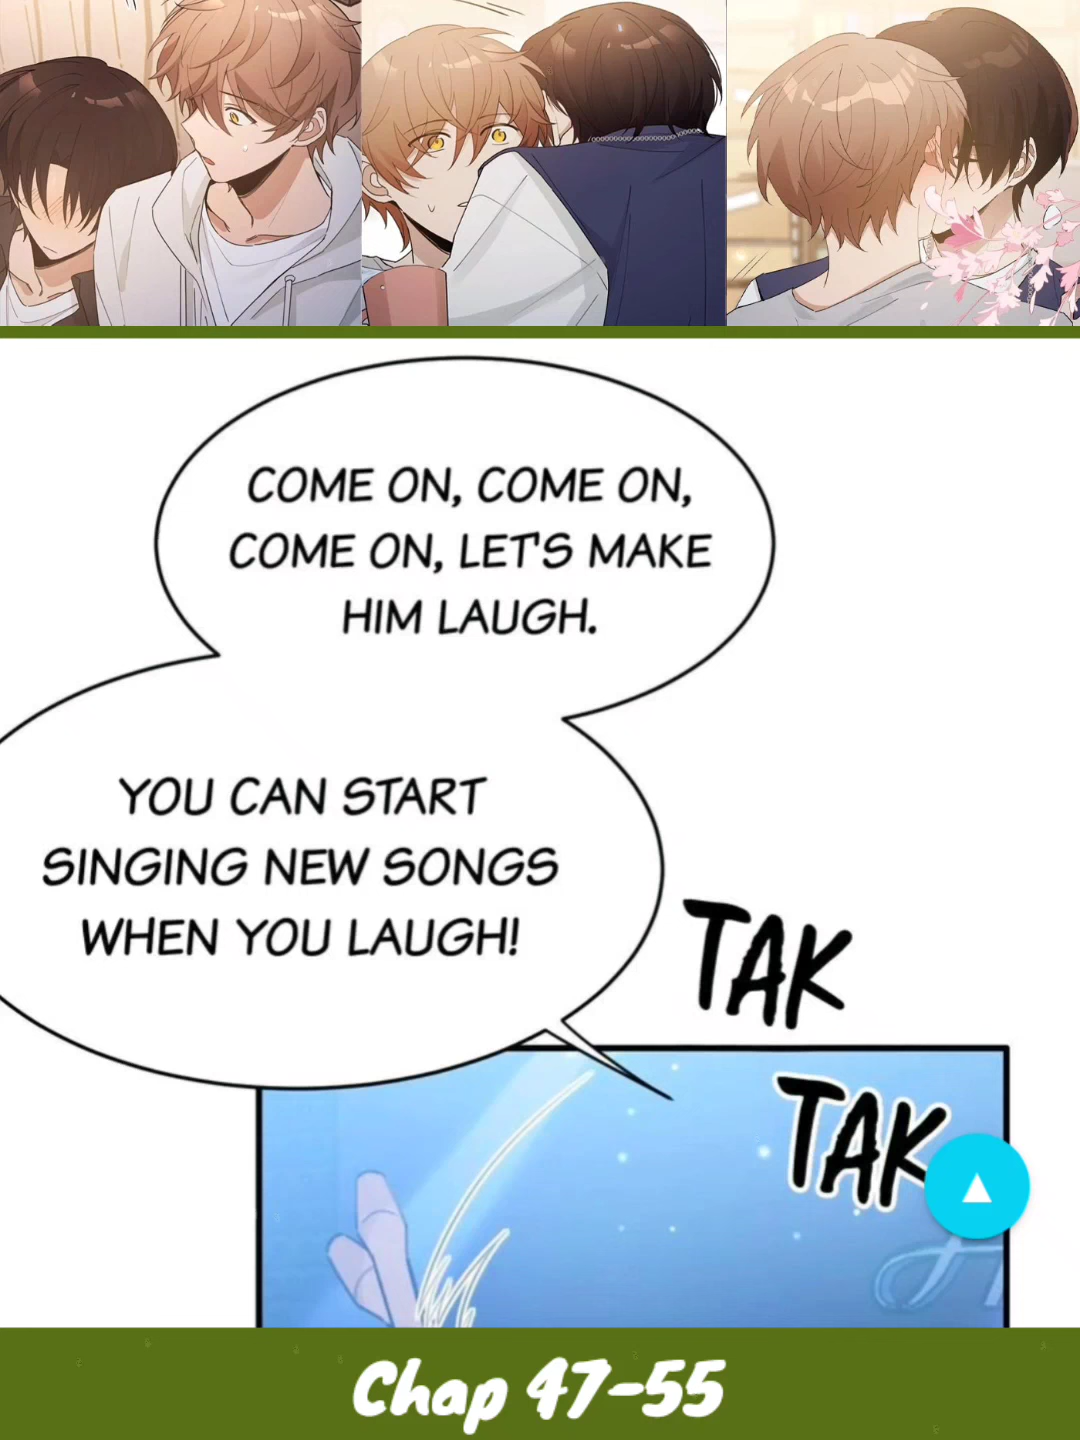 COME ON, COME ON,
COME ON, LET'S MAKE
HIM LAUGH.
YOU CAN START
SINGING NEW SONGS
WHEN YOU LAUGH!
TAK
TAK
Chap 47-55